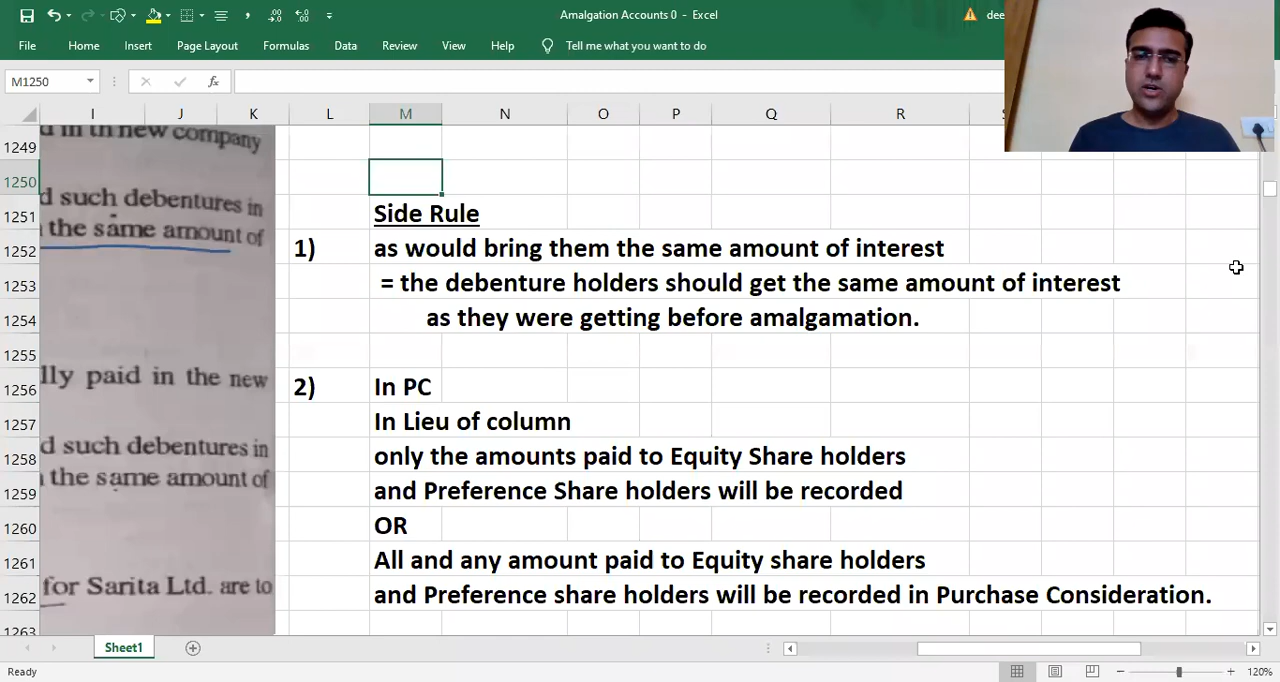 Amalgation Accounts 0 - Excel
dee
File Home Insert Page Layout Formulas Data Review View Help Tell me what you want to do
M1250
fx
I J K L M N O P Q R
1249
1250
1251
1252
1253
1254
1255
1256
1257
1258
1259
1260
1261
1262
1263
new company
d such debentures in
the same amount of
lly paid in the new
d such debentures in
the same amount of
for Sarita Ltd. are to
Side Rule
1) as would bring them the same amount of interest
= the debenture holders should get the same amount of interest
as they were getting before amalgamation.
2) In PC
In Lieu of column
only the amounts paid to Equity Share holders
and Preference Share holders will be recorded
OR
All and any amount paid to Equity share holders
and Preference share holders will be recorded in Purchase Consideration.
Sheet1
Ready
120%